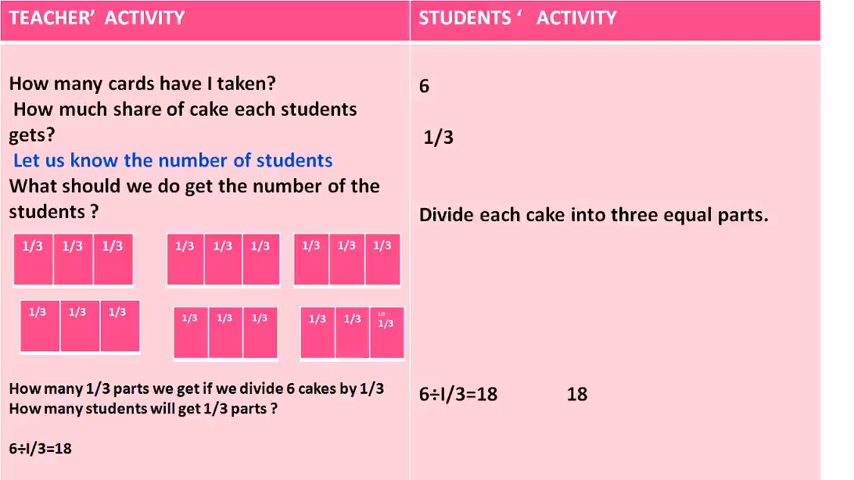 TEACHER’ ACTIVITY
STUDENTS ‘ ACTIVITY
How many cards have I taken?
How much share of cake each students
gets?
Let us know the number of students
What should we do get the number of the
students ?
1/3 1/3 1/3 1/3 1/3 1/3 1/3 1/3 1/3
1/3 1/3 1/3 1/3 1/3 1/3 1/3 1/3 1/3
How many 1/3 parts we get if we divide 6 cakes by 1/3
How many students will get 1/3 parts ?
6÷I/3=18
6
1/3
Divide each cake into three equal parts.
6÷I/3=18 18